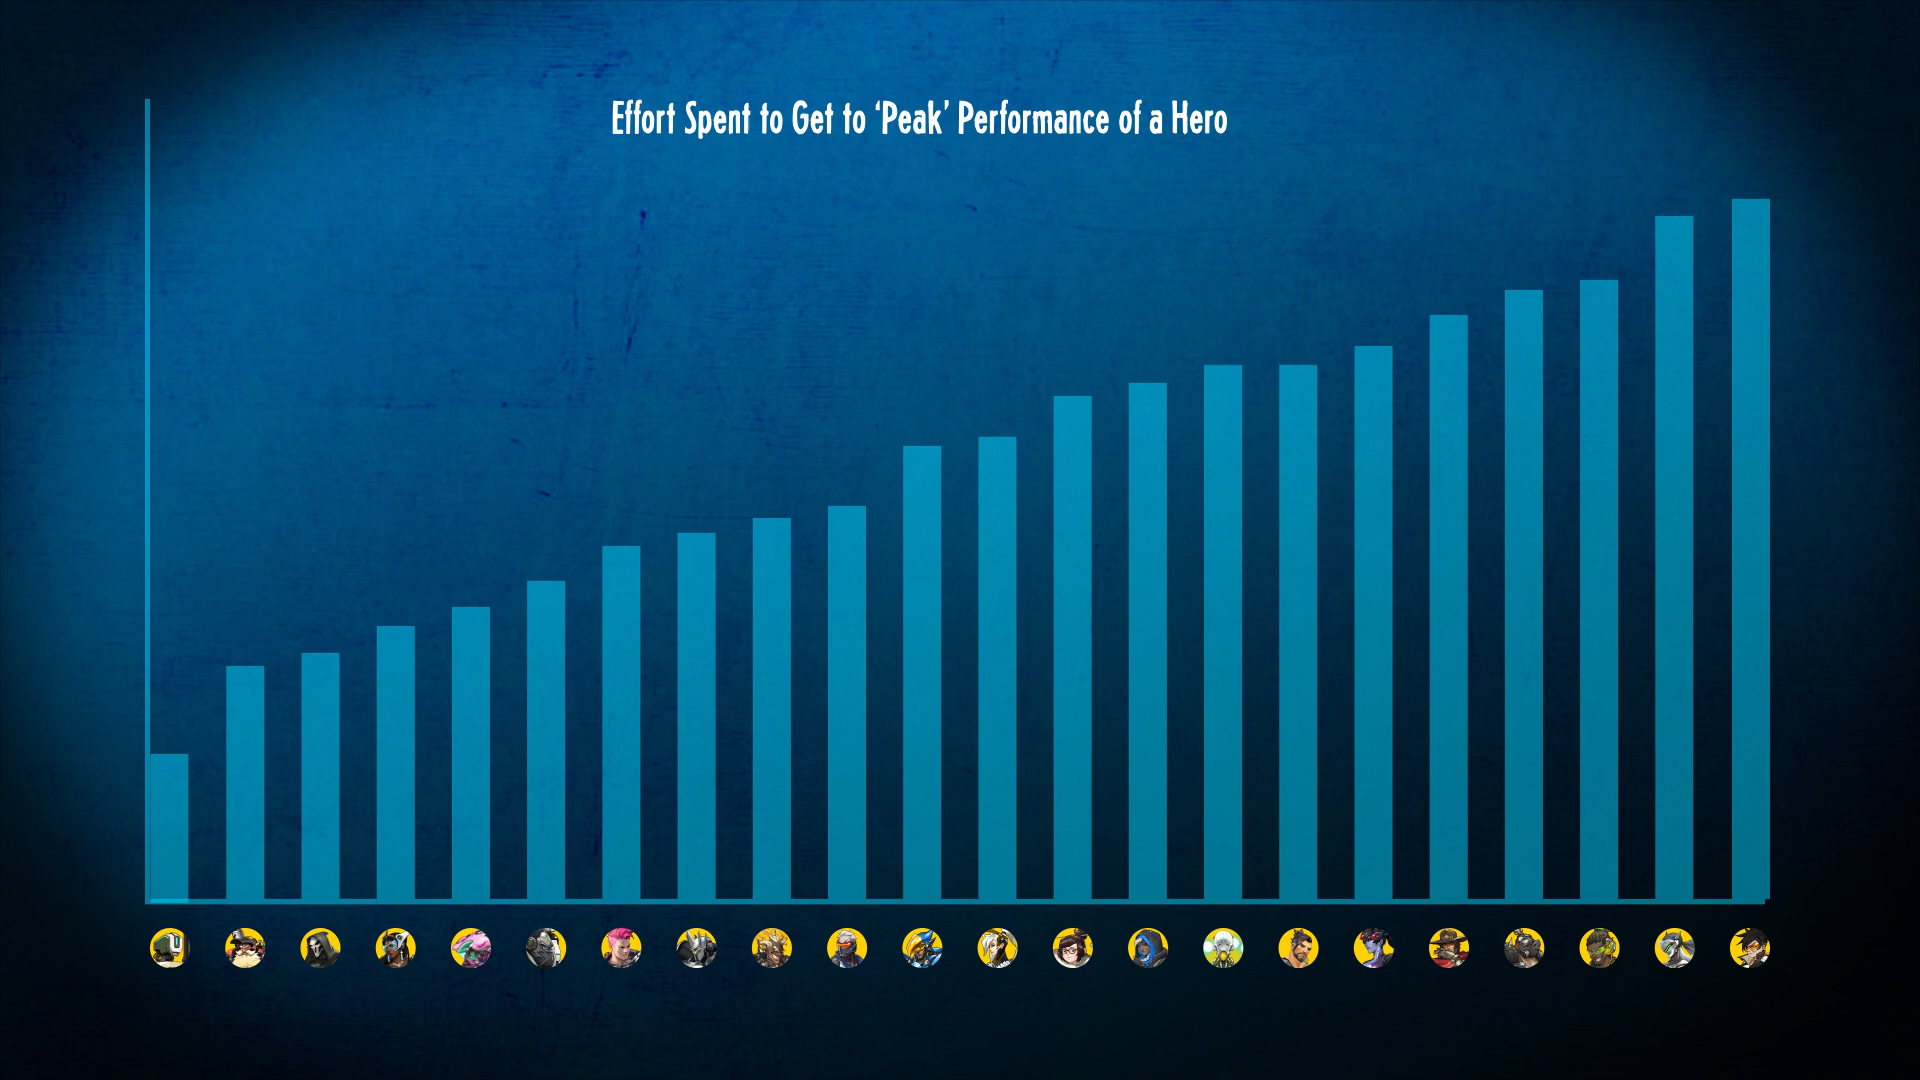 Effort Spent to Get to ‘Peak’ Performance of a Hero